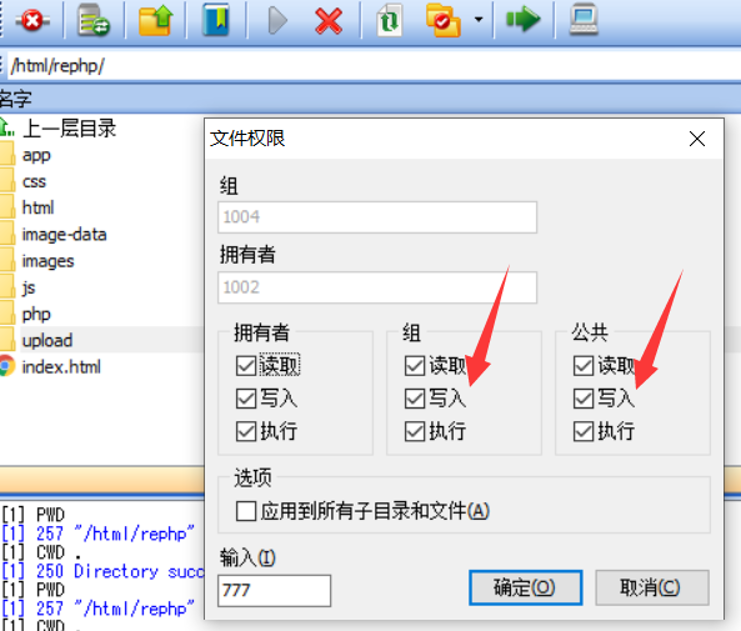 /html/rephp/
名字
上一层目录
app
css
html
image-data
images
js
php
upload
index.html
文件权限
组
1004
拥有者
1002
拥有者
读取
写入
执行
组
读取
写入
执行
公共
读取
写入
执行
选项
应用到所有子目录和文件(A)
输入(I)
777
确定(O)
取消(C)
[1] PWD
[1] 257 "/html/rephp"
[1] CWD .
[1] 250 Directory succ
[1] PWD
[1] 257 "/html/rephp"
[1] CWD .